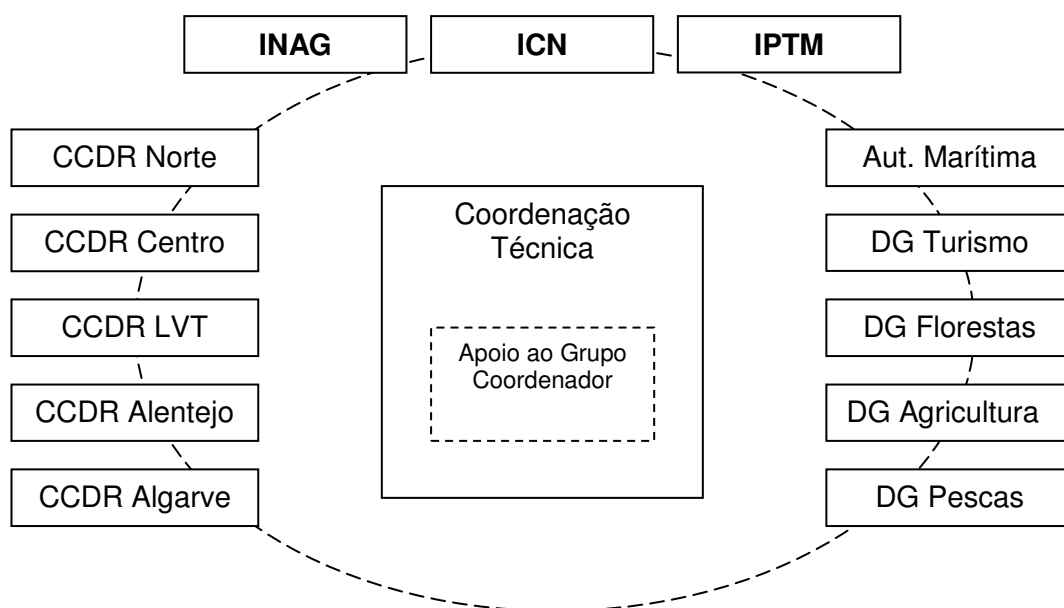 INAG
ICN
IPTM
CCDR Norte
CCDR Centro
CCDR LVT
CCDR Alentejo
CCDR Algarve
Coordenação
Técnica
Apoio ao Grupo
Coordenador
Aut. Marítima
DG Turismo
DG Florestas
DG Agricultura
DG Pescas